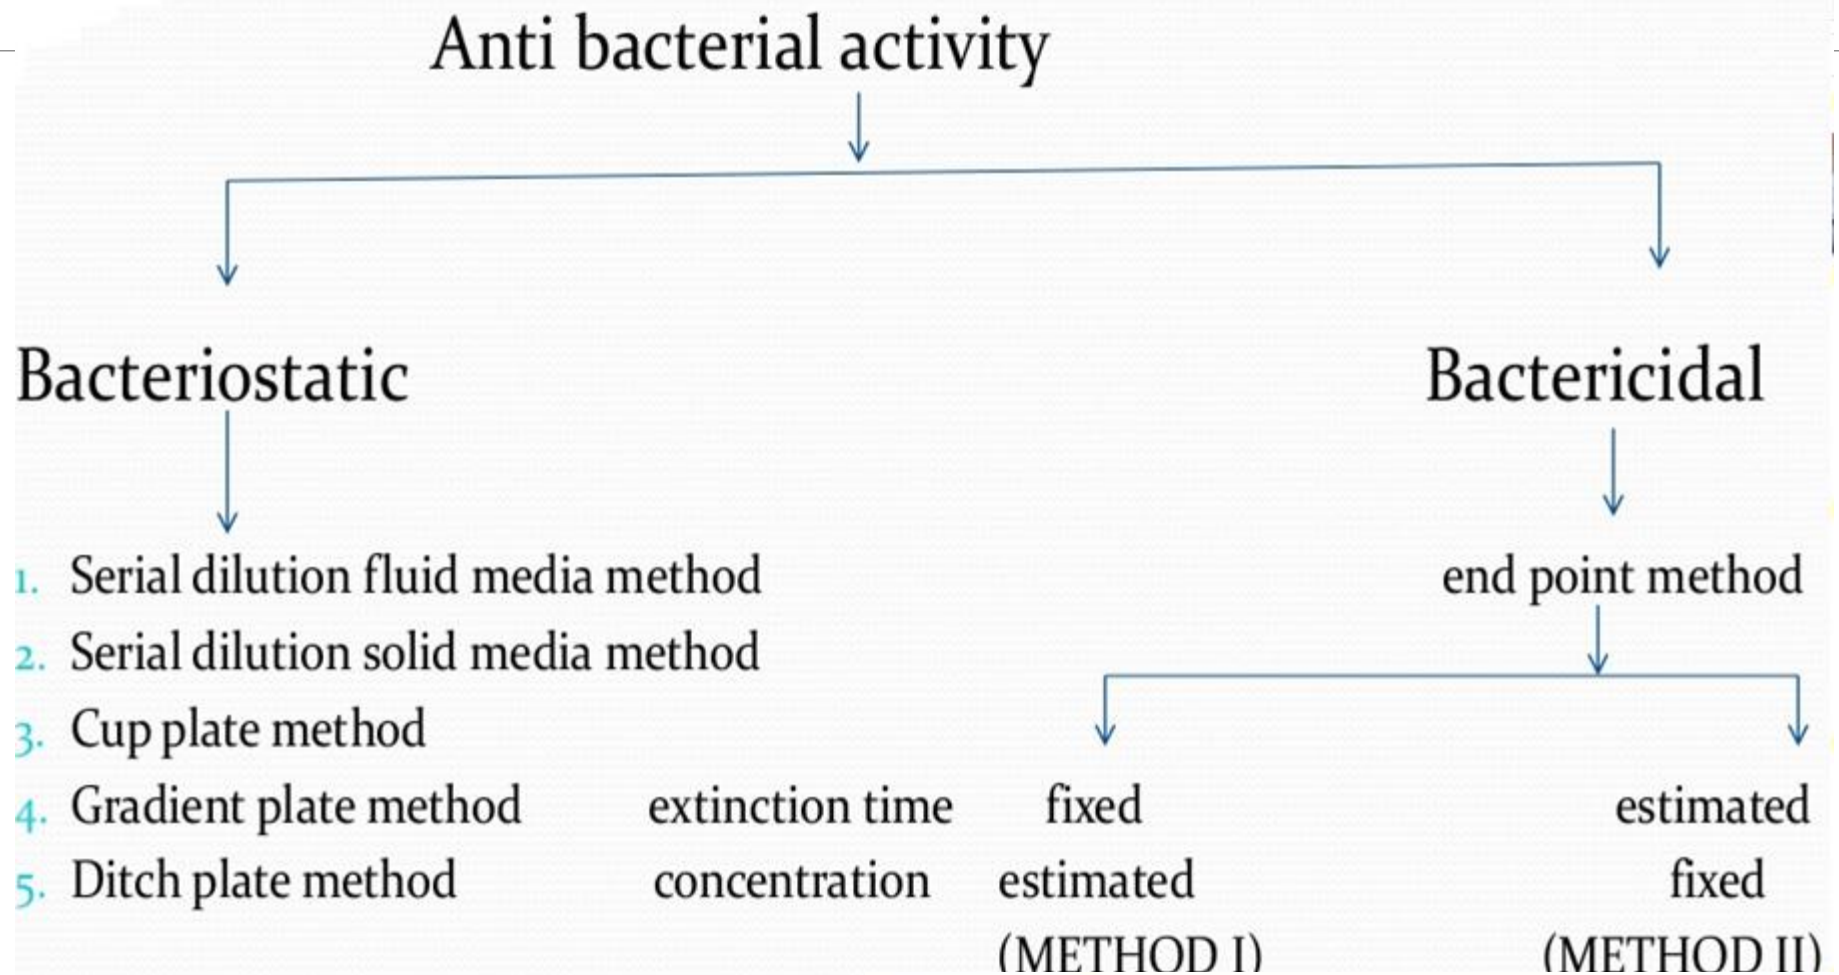 Anti bacterial activity
Bacteriostatic
Bactericidal
1. Serial dilution fluid media method
2. Serial dilution solid media method
3. Cup plate method
4. Gradient plate method
5. Ditch plate method
end point method
extinction time fixed estimated
concentration estimated fixed
(METHOD I) (METHOD II)